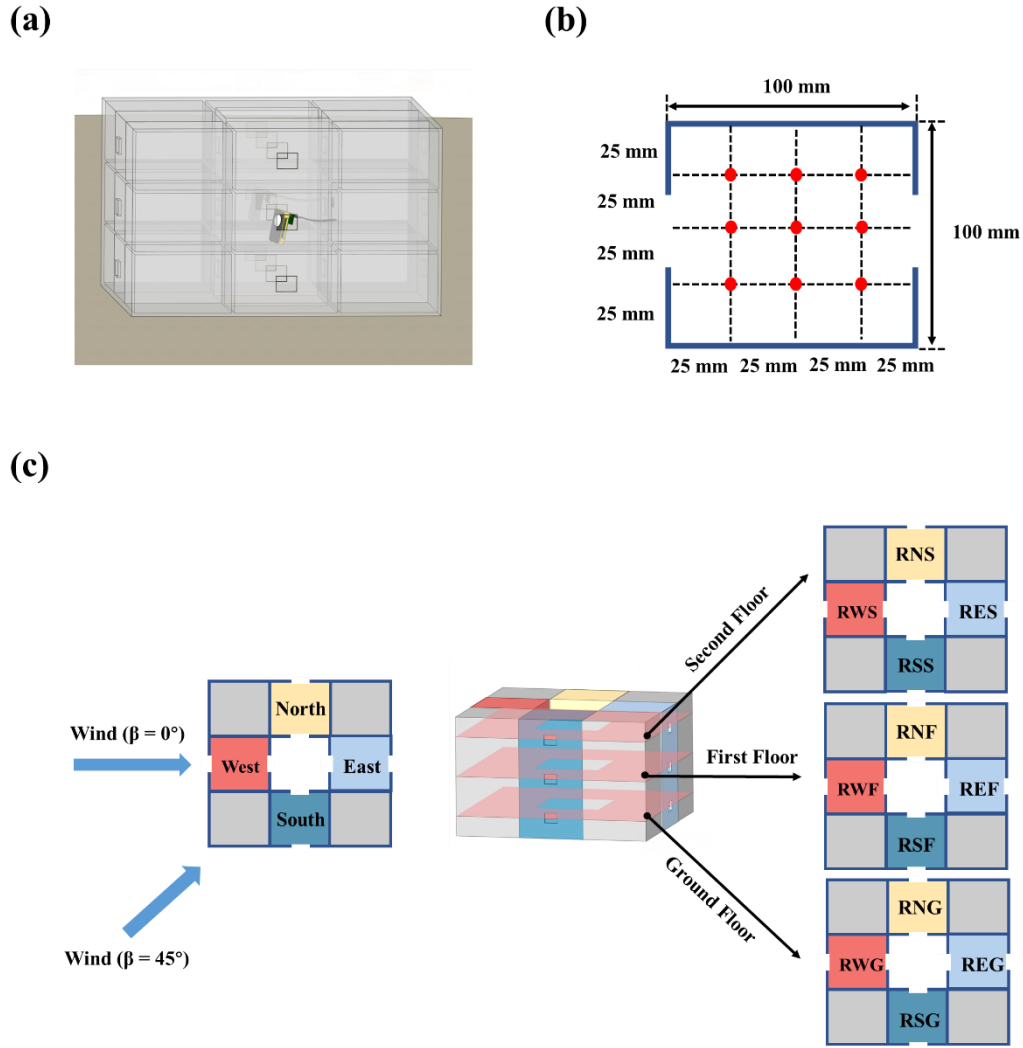 (a)
(b)
100 mm
25 mm
25 mm
25 mm
25 mm
100 mm
25 mm 25 mm 25 mm 25 mm
(c)
Wind (β = 0°)
North
West
East
South
Wind (β = 45°)
Second Floor
First Floor
Ground Floor
RNS
RWS
RES
RSS
RNF
RWF
REF
RSF
RNG
RWG
REG
RSG